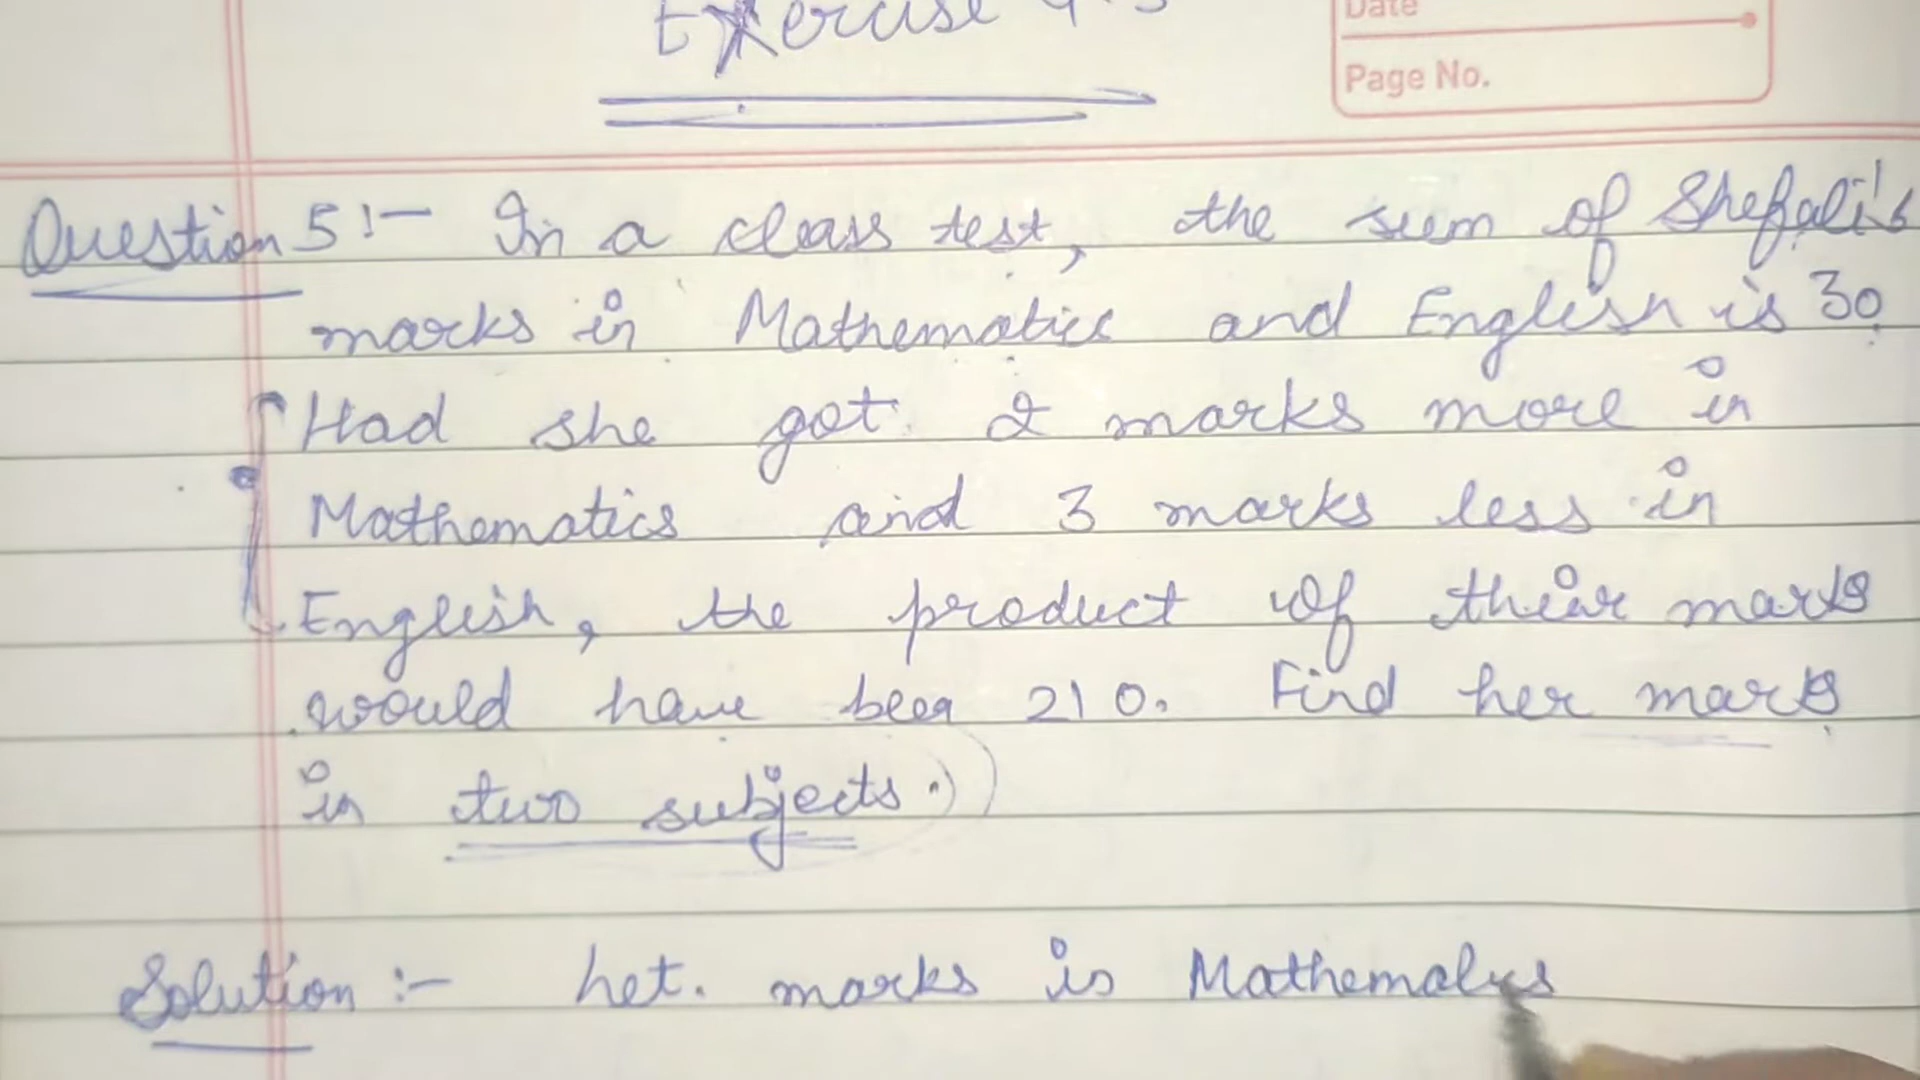 Exercise 4.3
Date
Page No.
Question 5:- In a class test, the sum of Shefali's
marks in Mathematics and English is 30
Had she got 2 marks more in
Mathematics and 3 marks less in
English, the product of thier marks
would have been 210. Find her marks
in two subjects.
Solution :- Let. marks in Mathematics